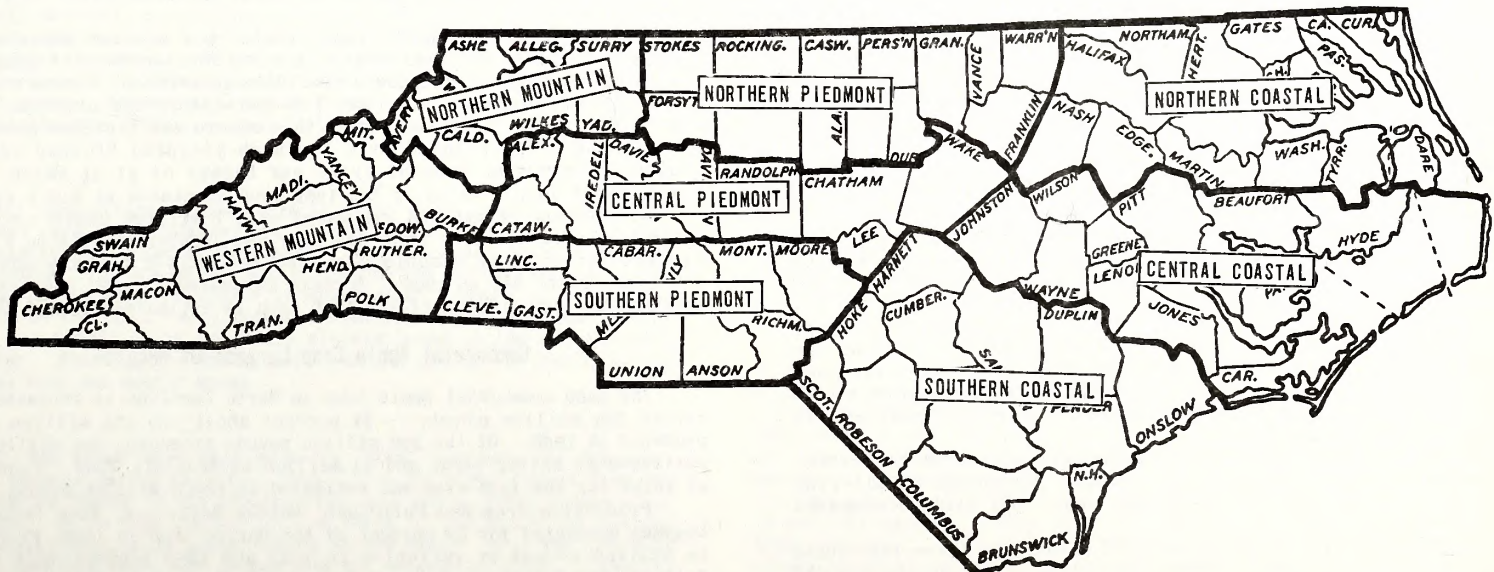 ASHE ALLEG. SURRY STOKES ROCKING. CASW. PERS'N GRAN. VANCE WARR'N HALIFAX NORTHAM. HERT. GATES CA. CUR. PAS.
NORTHERN MOUNTAIN
NORTHERN PIEDMONT
NORTHERN COASTAL
AVERY CALD. WILKES YAD. FORSYT ALA. DUR. FRANKLIN NASH EDGE. MARTIN WASH. TYRR. DARE
MIT. YANCEY MADI. HAYW BURKE
ALEX. IREDELL DAVIE RANDOLPH CHATHAM WAKE
CENTRAL PIEDMONT
JOHNSTON WILSON PITT BEAUFORT HYDE
WESTERN MOUNTAIN
SWAIN GRAH. CHEROKEE CL. MACON TRAN. HEND. POLK RUTHER. DOW.
CATAW. LINC. CLEVE. GAST. CABAR. MONT. MOORE LEE
SOUTHERN PIEDMONT
UNION ANSON RICHM.
GREENE LENO WAYNE JONES CAR.
CENTRAL COASTAL
HOKE HARNETT CUMBER. DUPLIN
SCOT. ROBESON COLUMBUS BRUNSWICK N.H. PENDER ONSLOW
SOUTHERN COASTAL